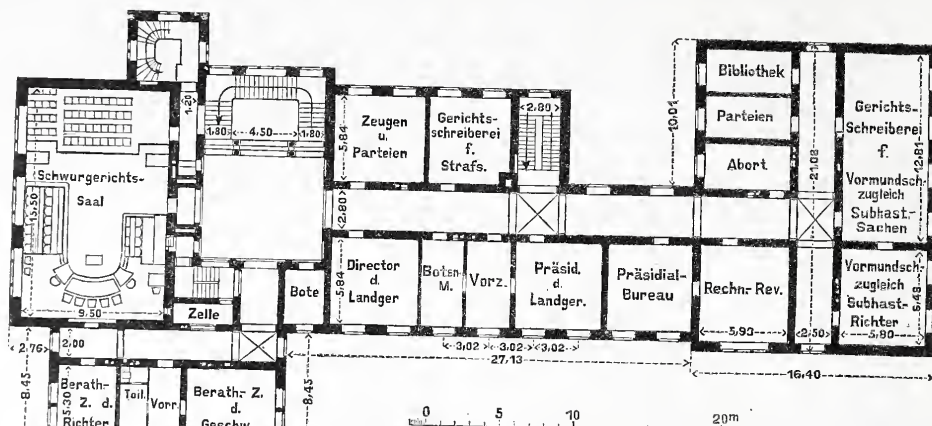 Bibliothek
Parteien
Abort
Gerichts-
Schreiberei
f.
Vormundsch.
zugleich
Subhast.-
Sachen
12,81
21,08
10,01
1,20
1,80
4,50
1,80
Zeugen
u.
Parteien
5,84
Gerichts-
schreiberei
f.
Strafs.
2,80
Schwurgerichts-
Saal
15,50
9,50
2,80
Director
d.
Landger.
5,84
Boten-
M.
Vorz.
Präsid.
d.
Landger.
Präsidial-
Bureau
Rechn.-Rev.
5,93
2,50
Vormundsch.
zugleich
Subhast-
Richter
5,48
5,90
Bote
Zelle
2,76
2,00
3,02
3,02
3,02
27,13
16,40
8,45
8,45
Berath-
Z. d.
Richter
5,30
Toil.
Vorr.
Berath.- Z.
d.
Geschw.
0
5
10
20m